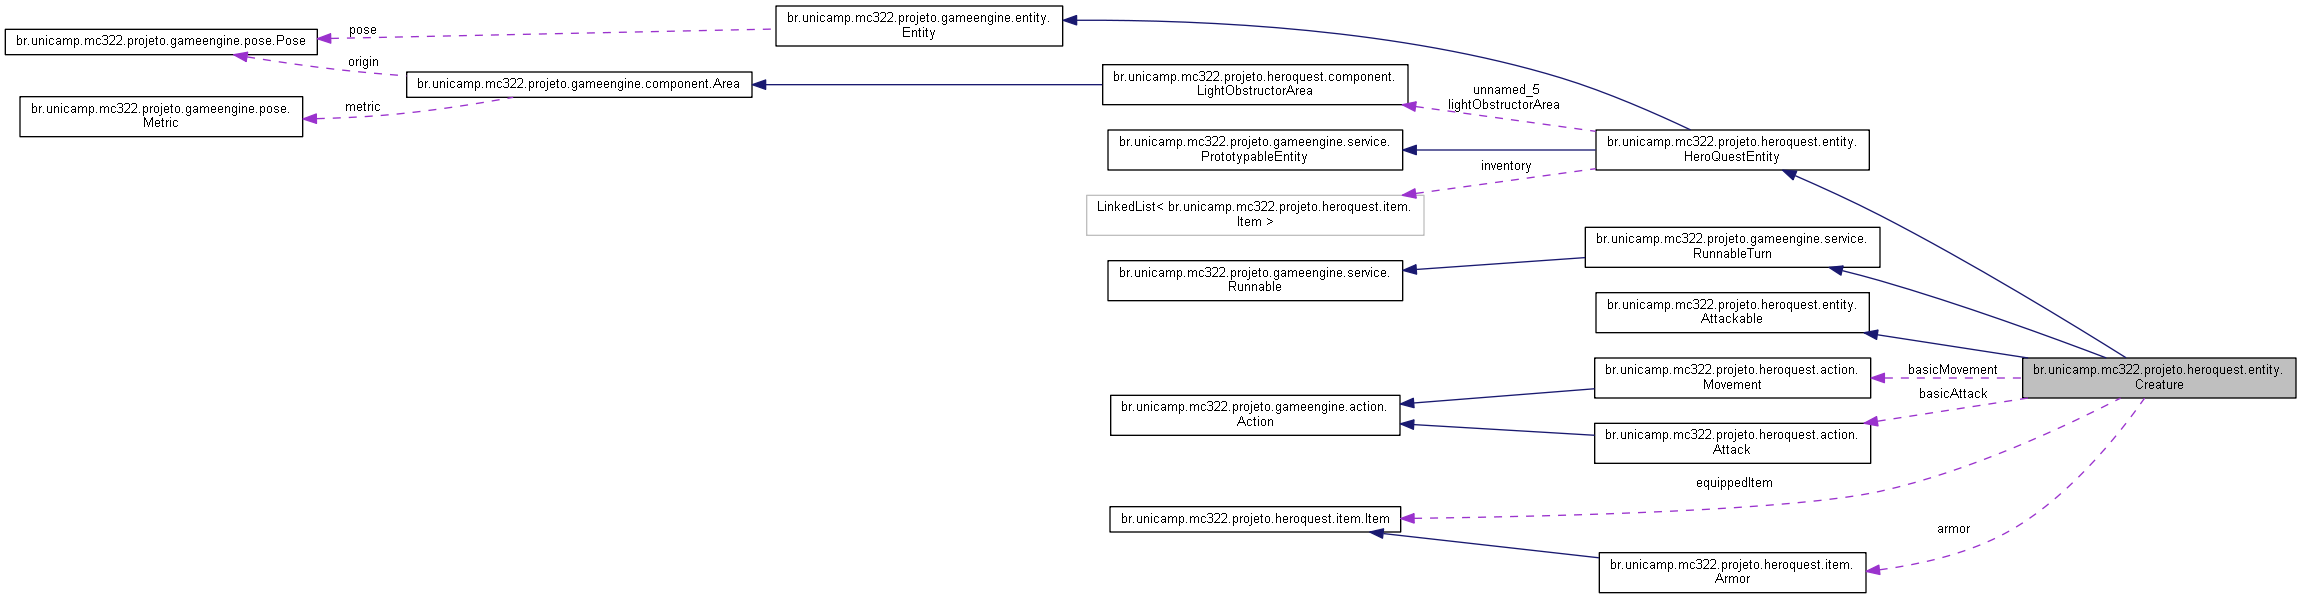 br.unicamp.mc322.projeto.gameengine.entity.
Entity
pose
br.unicamp.mc322.projeto.gameengine.pose.Pose
origin
br.unicamp.mc322.projeto.gameengine.component.Area
br.unicamp.mc322.projeto.heroquest.component.
LightObstructorArea
unnamed_5
lightObstructorArea
metric
br.unicamp.mc322.projeto.gameengine.pose.
Metric
br.unicamp.mc322.projeto.gameengine.service.
PrototypableEntity
br.unicamp.mc322.projeto.heroquest.entity.
HeroQuestEntity
inventory
LinkedList< br.unicamp.mc322.projeto.heroquest.item.
Item >
br.unicamp.mc322.projeto.gameengine.service.
RunnableTurn
br.unicamp.mc322.projeto.gameengine.service.
Runnable
br.unicamp.mc322.projeto.heroquest.entity.
Attackable
br.unicamp.mc322.projeto.heroquest.action.
Movement
basicMovement
br.unicamp.mc322.projeto.heroquest.entity.
Creature
basicAttack
br.unicamp.mc322.projeto.gameengine.action.
Action
br.unicamp.mc322.projeto.heroquest.action.
Attack
equippedItem
br.unicamp.mc322.projeto.heroquest.item.Item
armor
br.unicamp.mc322.projeto.heroquest.item.
Armor